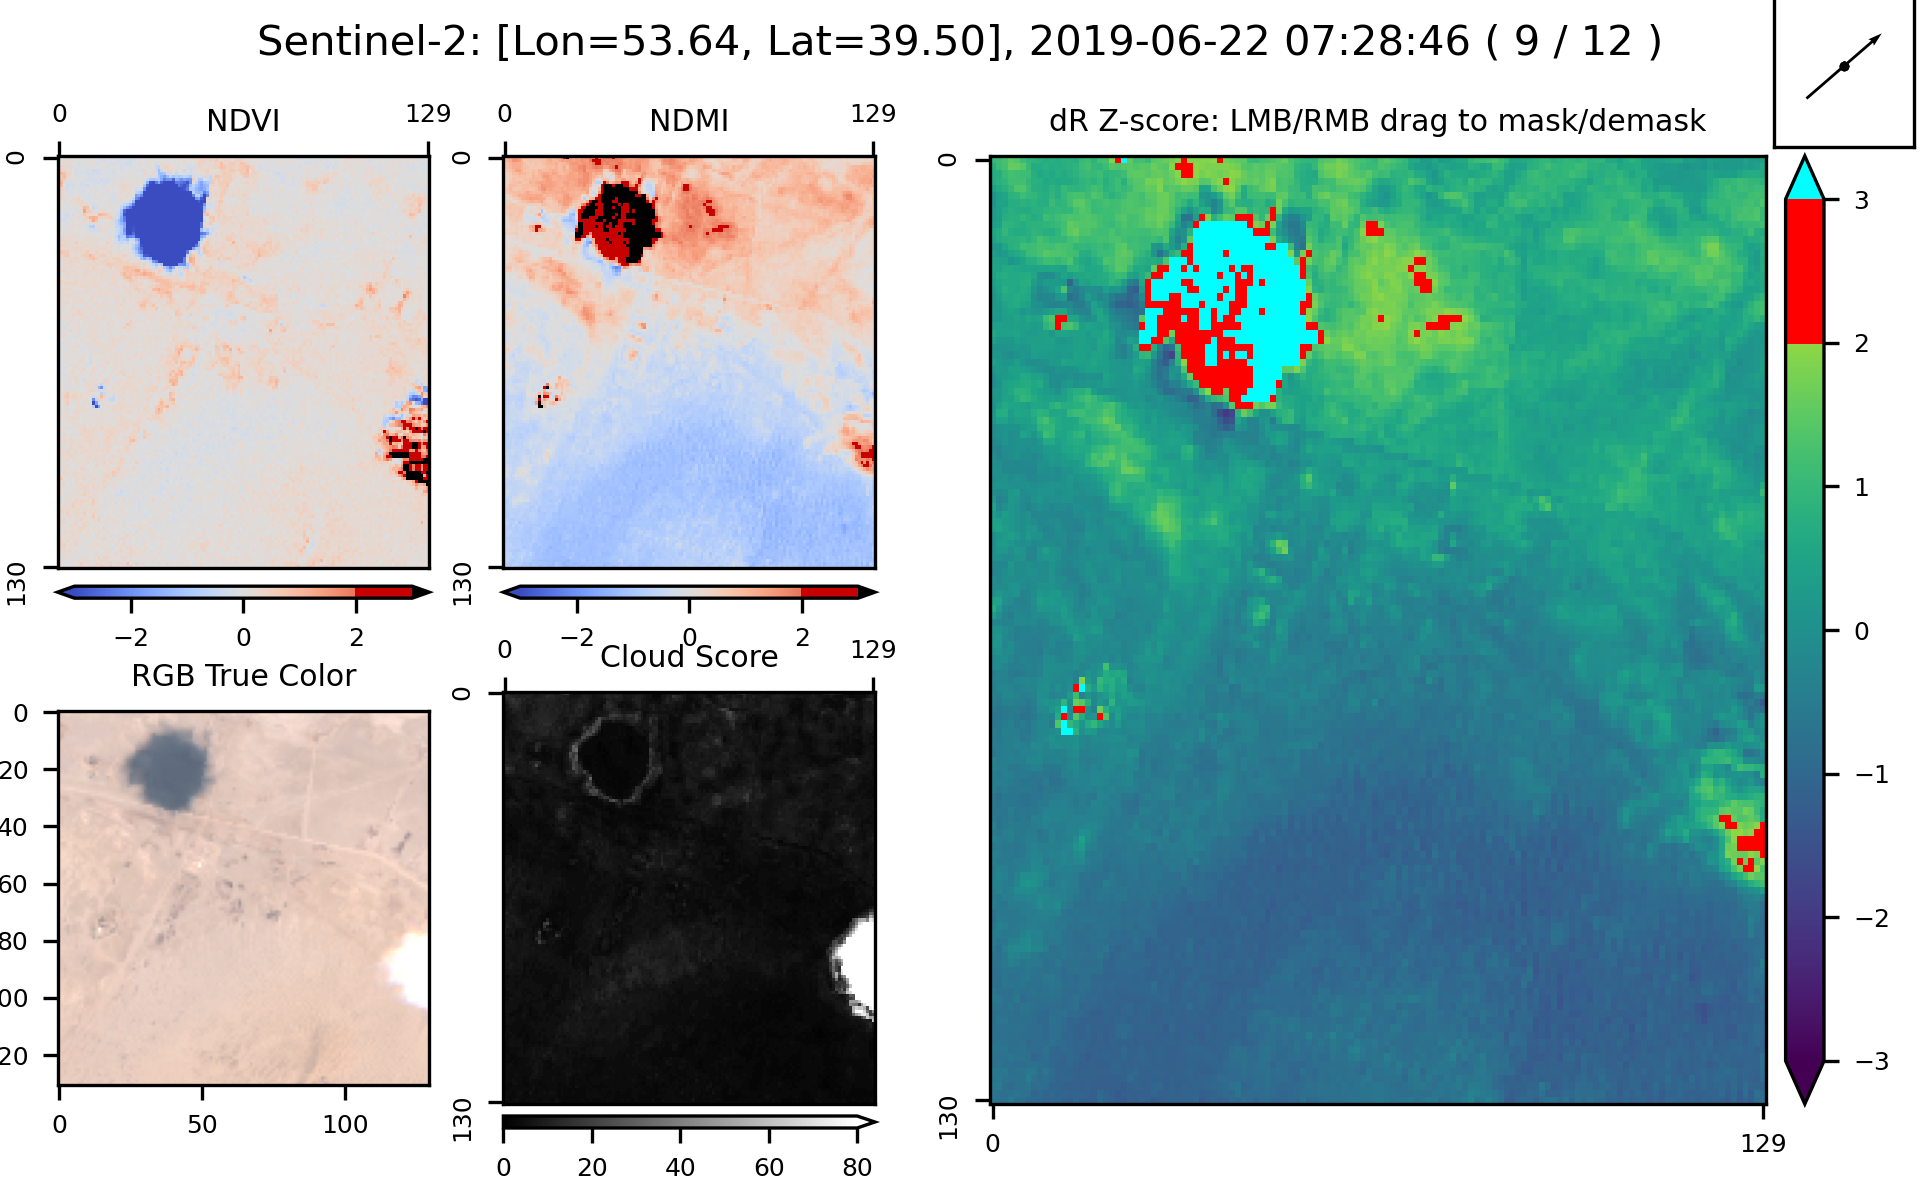 Sentinel-2: [Lon=53.64, Lat=39.50], 2019-06-22 07:28:46 ( 9 / 12 )
0 NDVI 129
0 NDMI 129
dR Z-score: LMB/RMB drag to mask/demask
0
130
0
130
0
130
−2 0 2
−2 0 2
3
2
1
0
−1
−2
−3
0 129
RGB True Color
0
20
40
60
80
00
20
0 50 100
0 Cloud Score 129
0
130
0 20 40 60 80